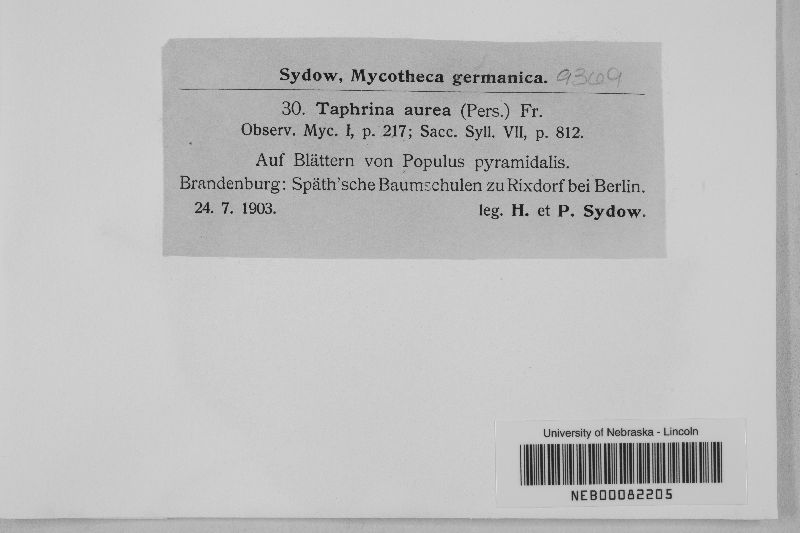 Sydow, Mycotheca germanica. 9369
30. Taphrina aurea (Pers.) Fr.
Observ. Myc. I, p. 217; Sacc. Syll. VII, p. 812.
Auf Blättern von Populus pyramidalis.
Brandenburg: Späth'sche Baumschulen zu Rixdorf bei Berlin.
24. 7. 1903. leg. H. et P. Sydow.
University of Nebraska - Lincoln
NEB00082205